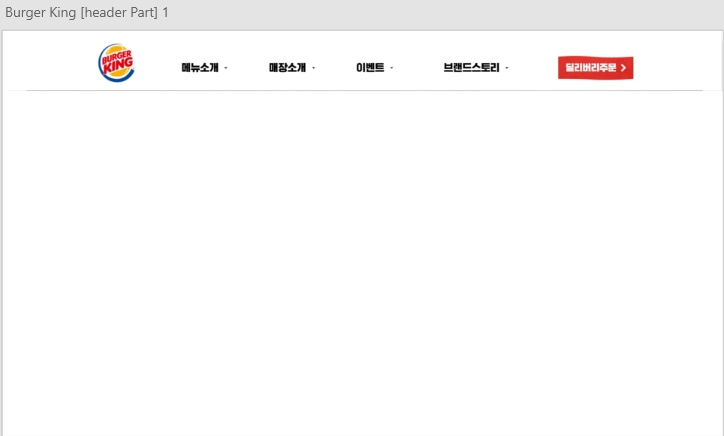 Burger King [header Part] 1
BURGER
KING
메뉴소개
매장소개
이벤트
브랜드스토리
딜리버리주문